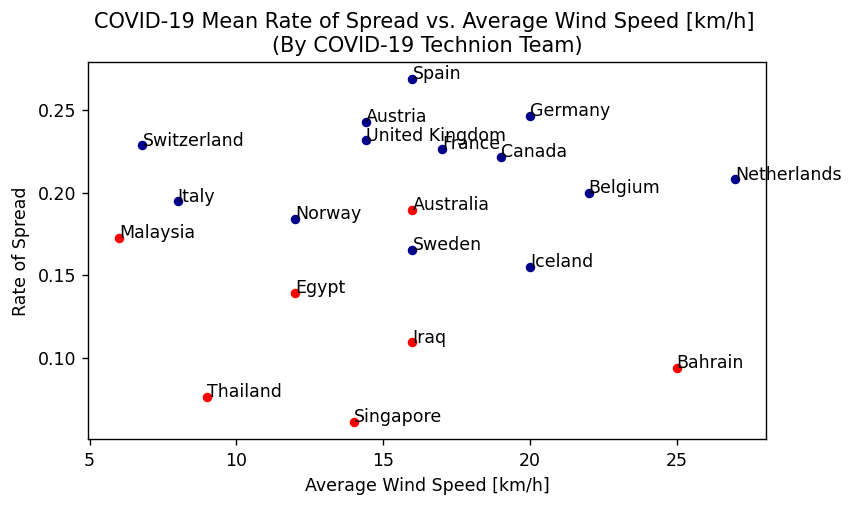 COVID-19 Mean Rate of Spread vs. Average Wind Speed [km/h]
(By COVID-19 Technion Team)
Spain
Austria
Germany
United Kingdom
France
Switzerland
Canada
Netherlands
Belgium
Italy
Australia
Norway
Malaysia
Sweden
Iceland
Egypt
Iraq
Bahrain
Thailand
Singapore
0.25
0.20
0.15
0.10
Rate of Spread
5 10 15 20 25
Average Wind Speed [km/h]